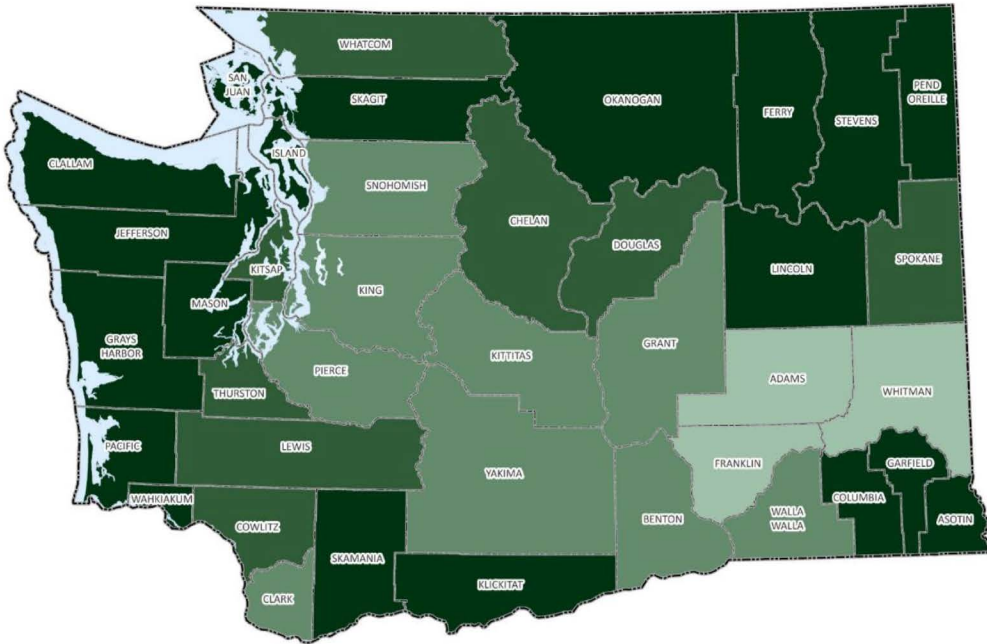 WHATCOM
SAN
JUAN
SKAGIT
OKANOGAN
FERRY
STEVENS
PEND
OREILLE
CLALLAM
ISLAND
SNOHOMISH
CHELAN
DOUGLAS
JEFFERSON
KITSAP
LINCOLN
SPOKANE
MASON
KING
GRAYS
HARBOR
KITTITAS
GRANT
PIERCE
ADAMS
WHITMAN
THURSTON
PACIFIC
LEWIS
YAKIMA
FRANKLIN
GARFIELD
WAHKIAKUM
COLUMBIA
COWLITZ
BENTON
WALLA
WALLA
ASOTIN
SKAMANIA
CLARK
KLICKITAT